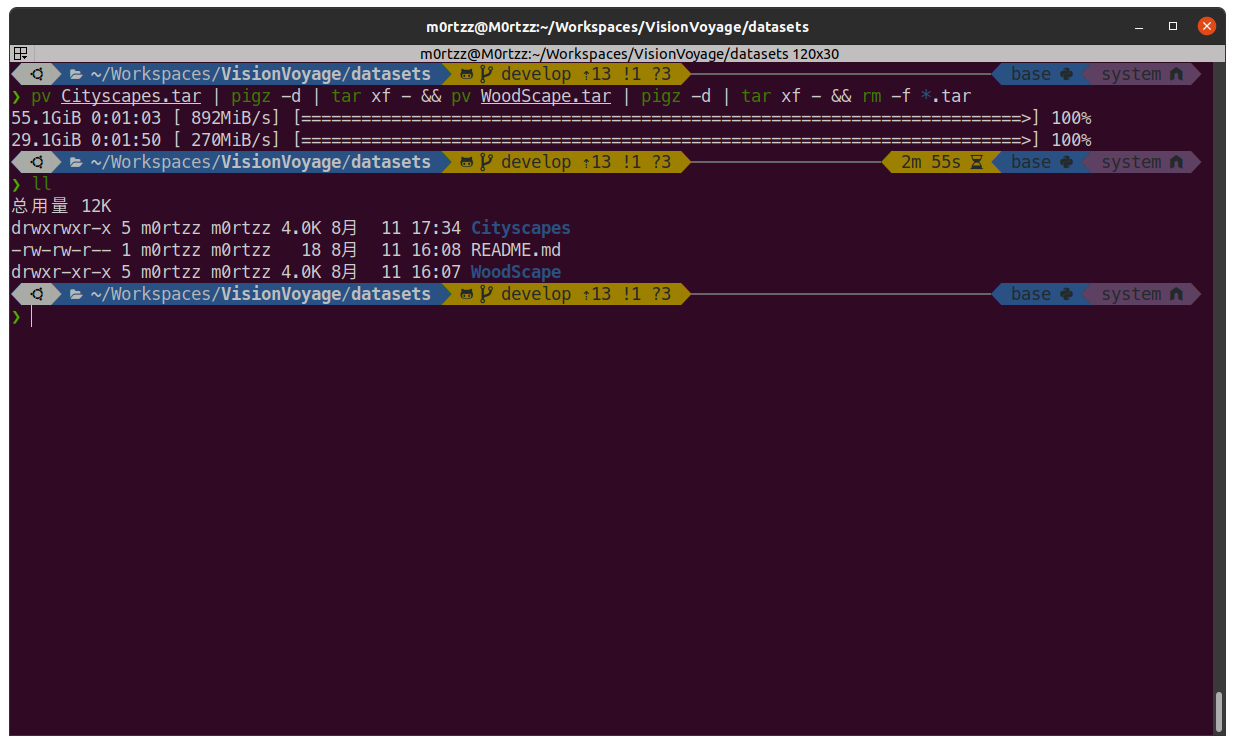 m0rtzz@M0rtzz:~/Workspaces/VisionVoyage/datasets
m0rtzz@M0rtzz:~/Workspaces/VisionVoyage/datasets 120x30
~/Workspaces/VisionVoyage/datasets develop ⇡13 !1 ?3 base system
❯ pv Cityscapes.tar | pigz -d | tar xf - && pv WoodScape.tar | pigz -d | tar xf - && rm -f *.tar
55.1GiB 0:01:03 [ 892MiB/s] [========================================================================>] 100%
29.1GiB 0:01:50 [ 270MiB/s] [========================================================================>] 100%
~/Workspaces/VisionVoyage/datasets develop ⇡13 !1 ?3 2m 55s base system
❯ ll
总用量 12K
drwxrwxr-x 5 m0rtzz m0rtzz 4.0K 8月  11 17:34 Cityscapes
-rw-rw-r-- 1 m0rtzz m0rtzz   18 8月  11 16:08 README.md
drwxr-xr-x 5 m0rtzz m0rtzz 4.0K 8月  11 16:07 WoodScape
~/Workspaces/VisionVoyage/datasets develop ⇡13 !1 ?3 base system
❯